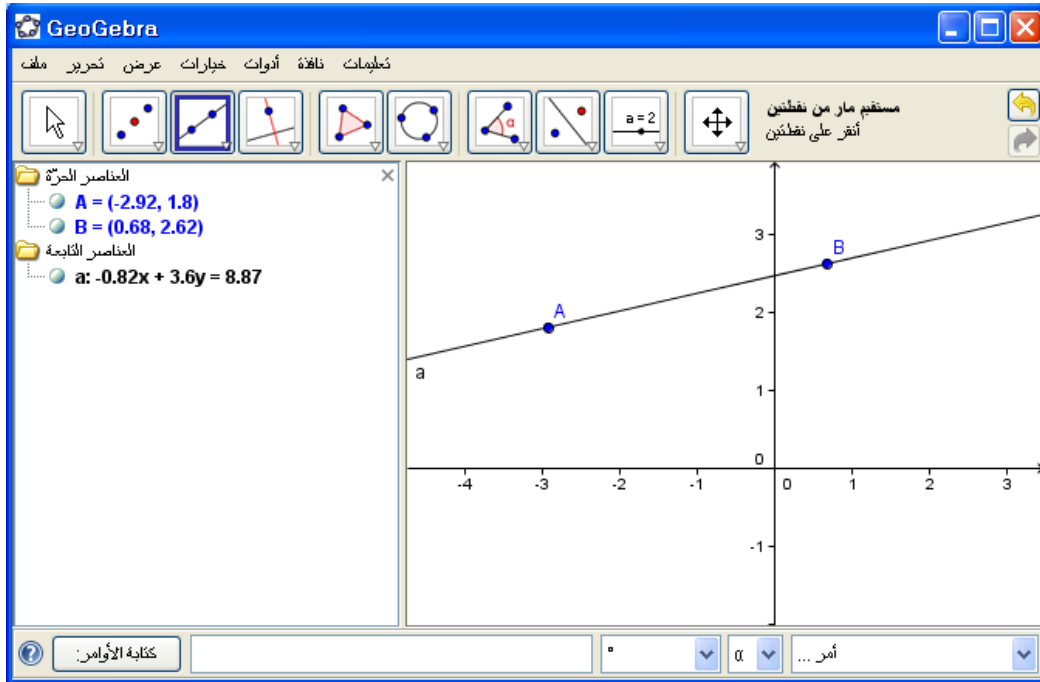 GeoGebra
ملف تحرير عرض خيارات أدوات نافذة تعليمات
α
a = 2
مستقيم مار من نقطتين
أنقر على نقطتين
العناصر الحرّة
A = (-2.92, 1.8)
B = (0.68, 2.62)
العناصر التابعة
a: -0.82x + 3.6y = 8.87
3
B
A
2
a
1
0
-4 -3 -2 -1 0 1 2 3
-1
كتابة الأوامر:
°
α
أمر ...